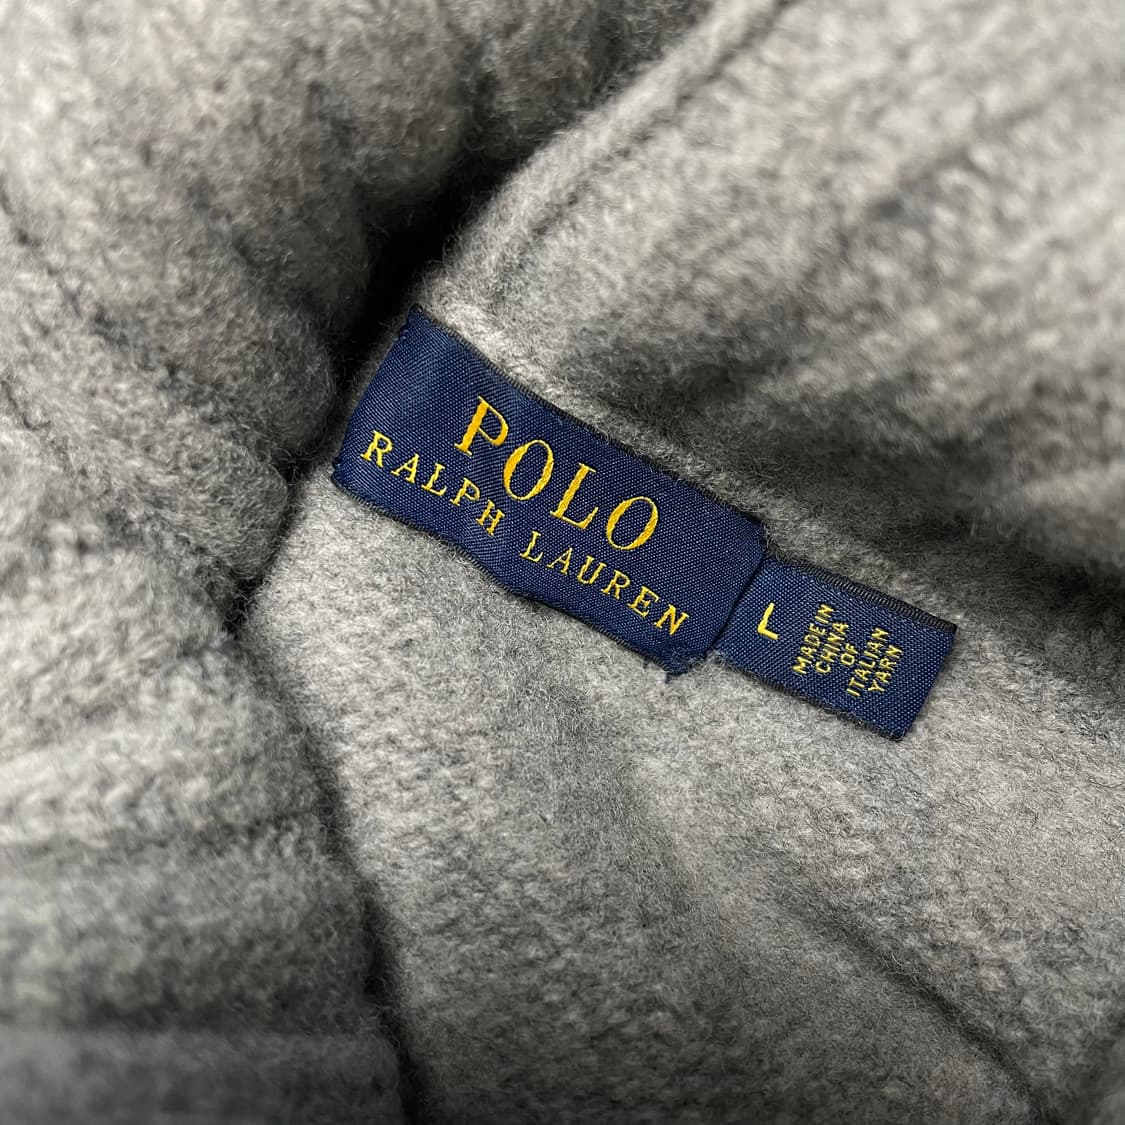 POLO
RALPH LAUREN
L
MADE IN
CHINA
OF
ITALIAN
YARN